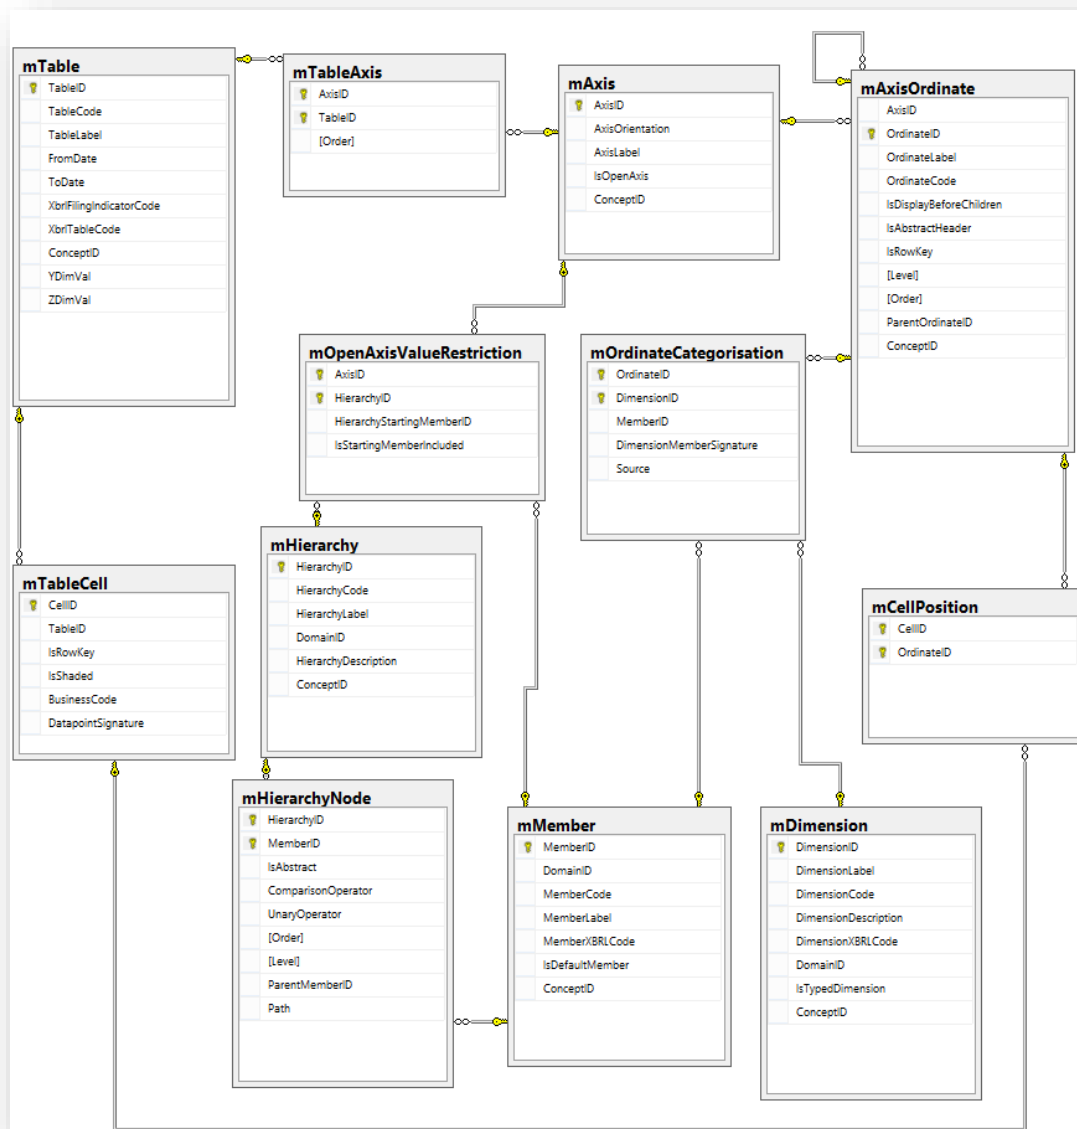 mTable
TableID
TableCode
TableLabel
FromDate
ToDate
XbrlFilingIndicatorCode
XbrlTableCode
ConceptID
YDimVal
ZDimVal
mTableAxis
AxisID
TableID
[Order]
mAxis
AxisID
AxisOrientation
AxisLabel
IsOpenAxis
ConceptID
mAxisOrdinate
AxisID
OrdinateID
OrdinateLabel
OrdinateCode
IsDisplayBeforeChildren
IsAbstractHeader
IsRowKey
[Level]
[Order]
ParentOrdinateID
ConceptID
mOpenAxisValueRestriction
AxisID
HierarchyID
HierarchyStartingMemberID
IsStartingMemberIncluded
mOrdinateCategorisation
OrdinateID
DimensionID
MemberID
DimensionMemberSignature
Source
mHierarchy
HierarchyID
HierarchyCode
HierarchyLabel
DomainID
HierarchyDescription
ConceptID
mTableCell
CellID
TableID
IsRowKey
IsShaded
BusinessCode
DatapointSignature
mCellPosition
CellID
OrdinateID
mHierarchyNode
HierarchyID
MemberID
IsAbstract
ComparisonOperator
UnaryOperator
[Order]
[Level]
ParentMemberID
Path
mMember
MemberID
DomainID
MemberCode
MemberLabel
MemberXBRLCode
IsDefaultMember
ConceptID
mDimension
DimensionID
DimensionLabel
DimensionCode
DimensionDescription
DimensionXBRLCode
DomainID
IsTypedDimension
ConceptID